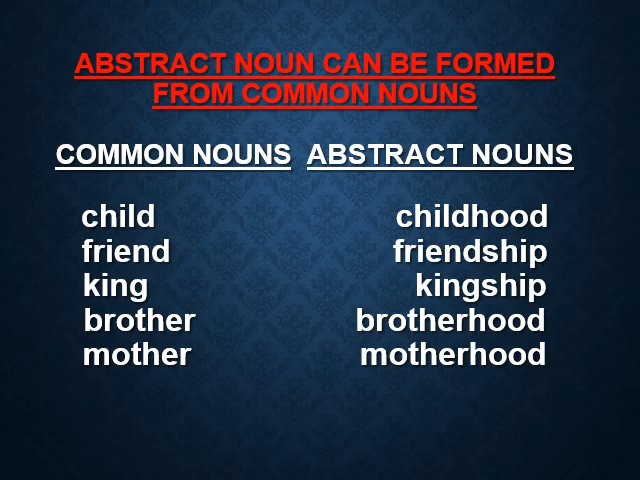 ABSTRACT NOUN CAN BE FORMED
FROM COMMON NOUNS
COMMON NOUNS ABSTRACT NOUNS
child childhood
friend friendship
king kingship
brother brotherhood
mother motherhood